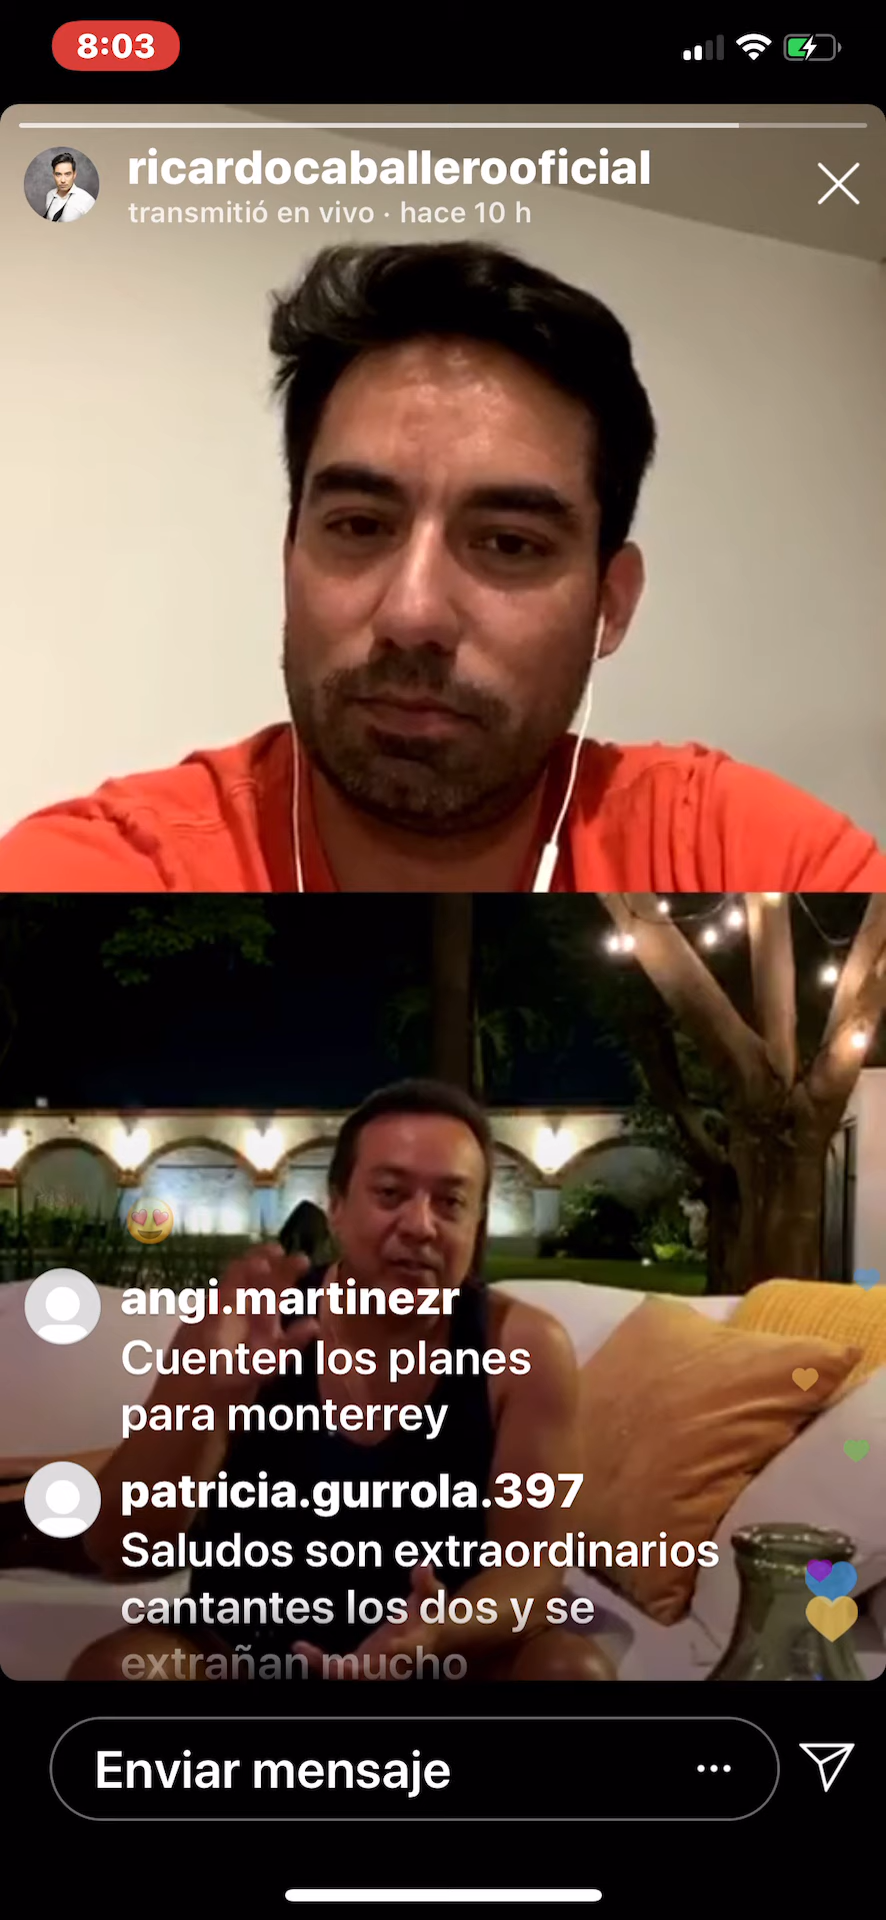 8:03
ricardocaballerooficial
transmitió en vivo · hace 10 h
angi.martinezr
Cuenten los planes
para monterrey
patricia.gurrola.397
Saludos son extraordinarios
cantantes los dos y se
extrañan mucho
Enviar mensaje